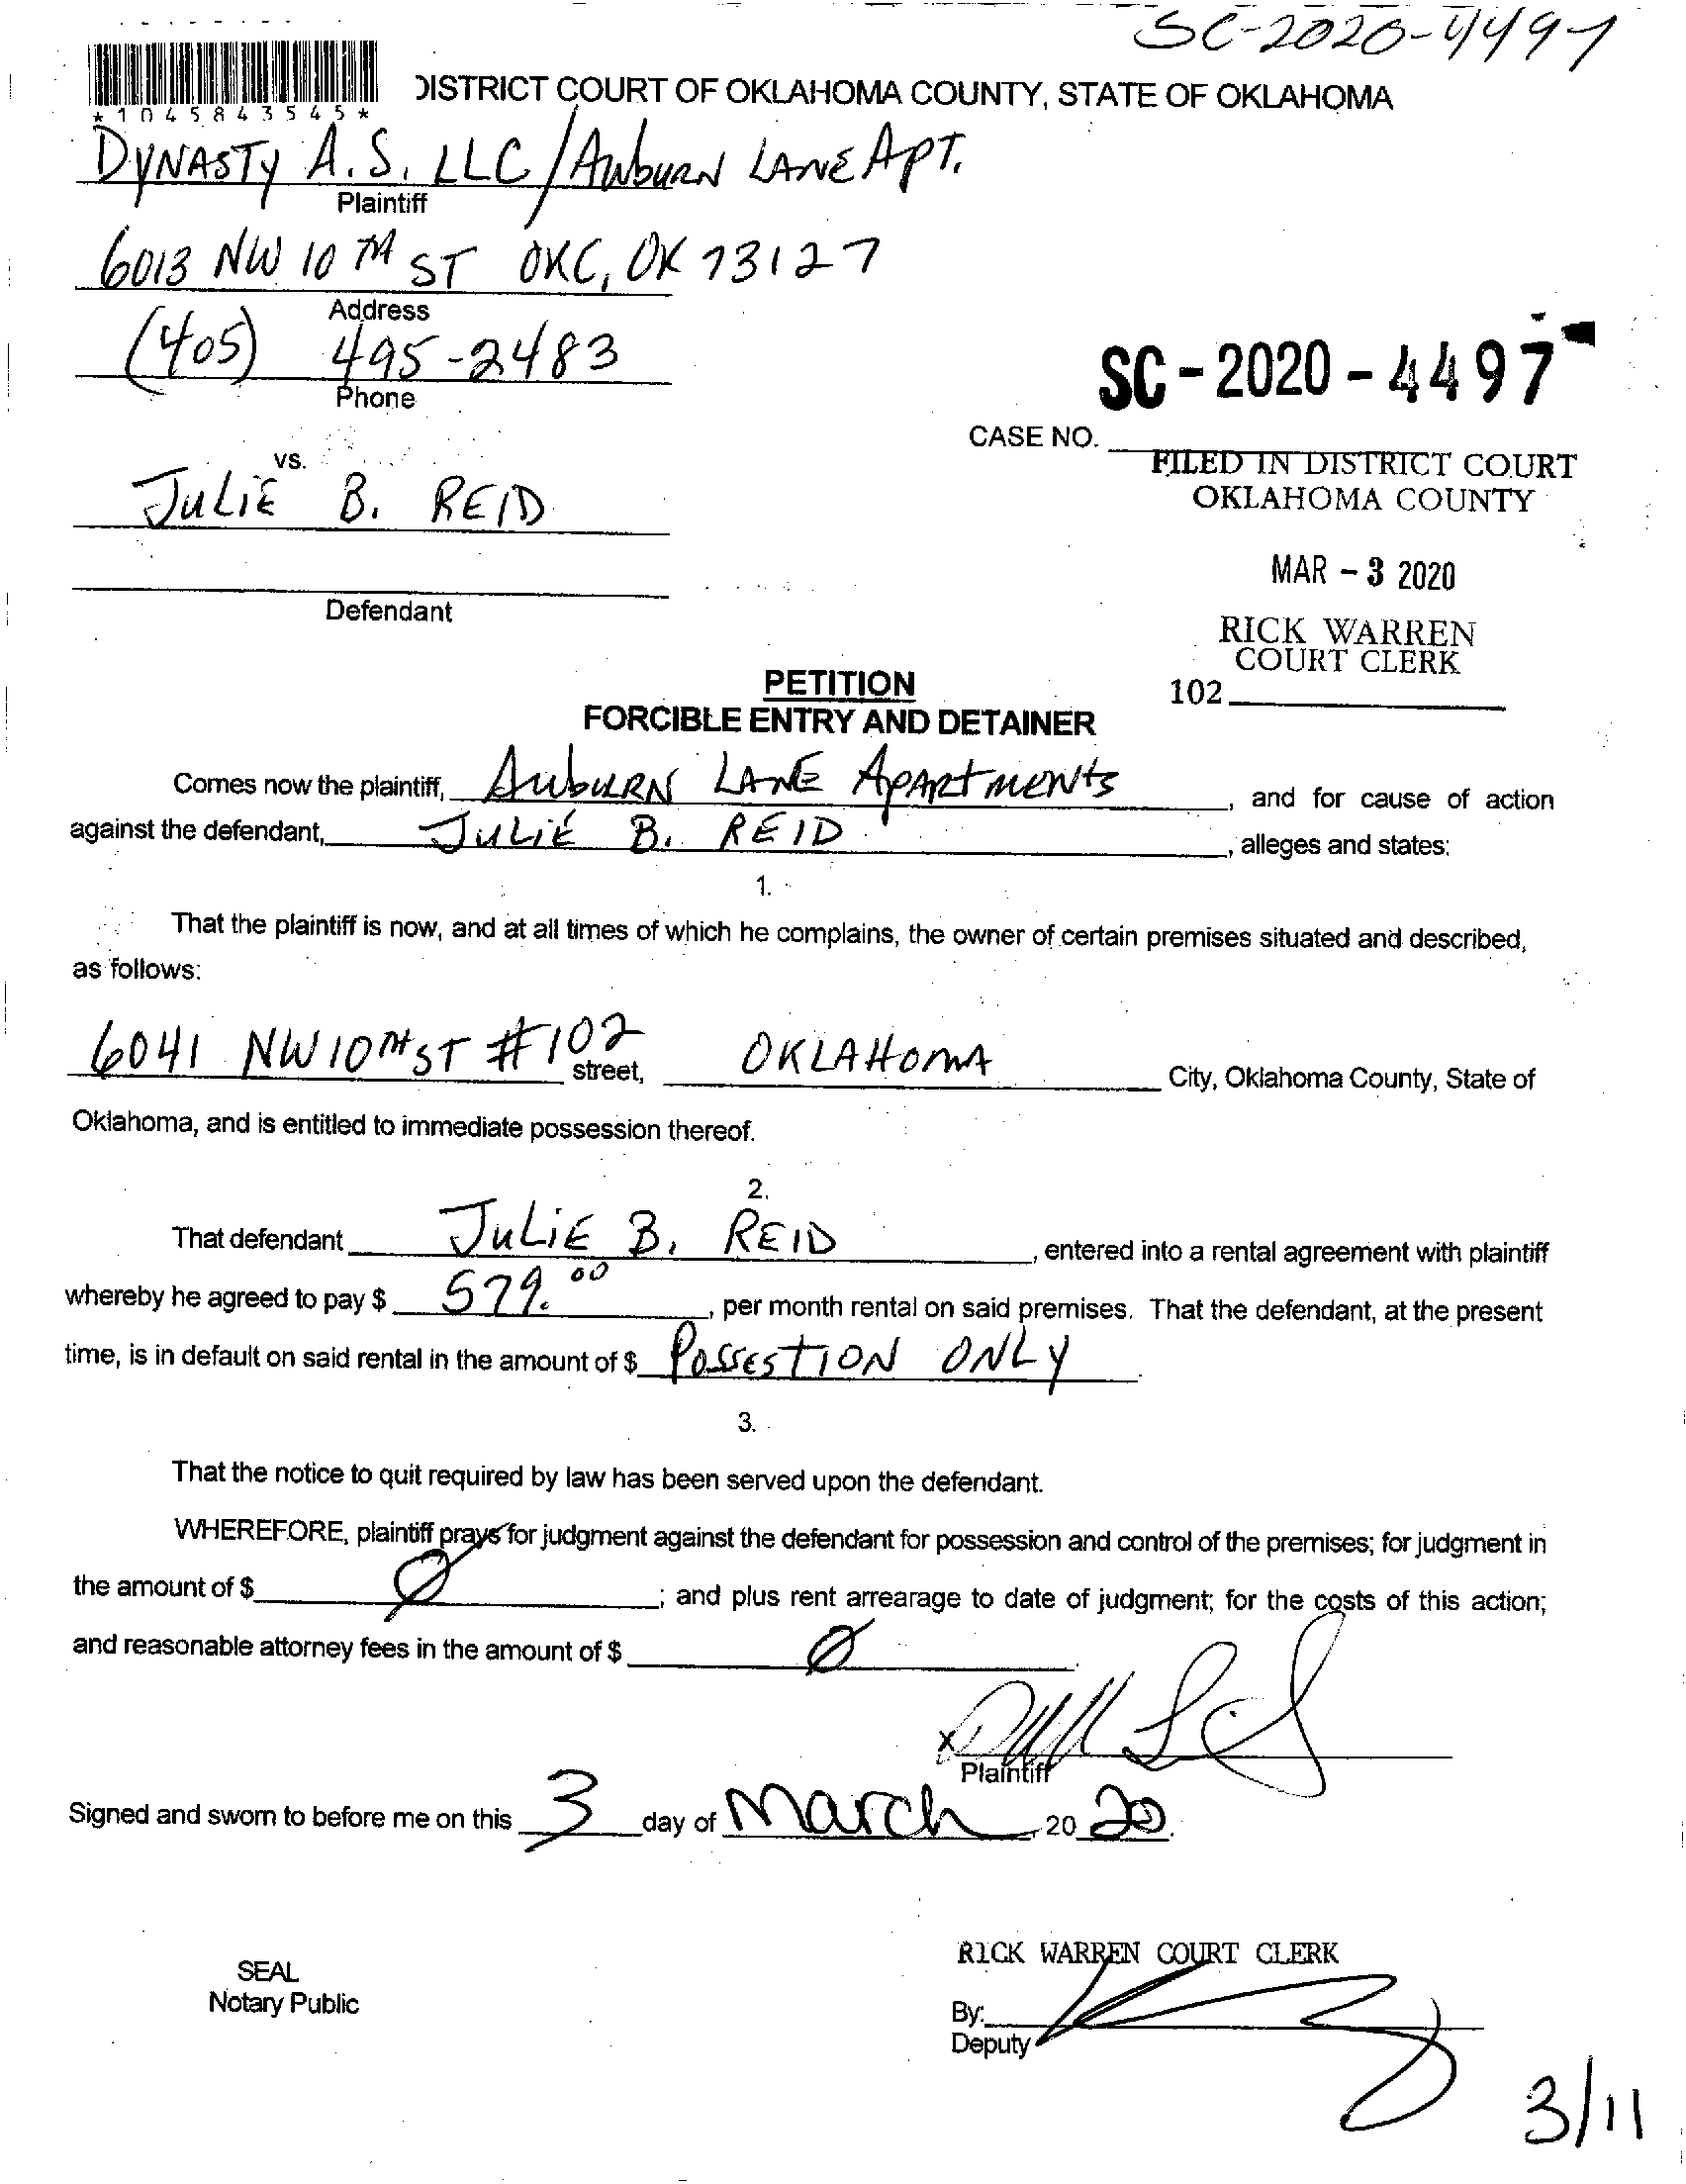 SC-2020-4497
*1045843545*
DISTRICT COURT OF OKLAHOMA COUNTY, STATE OF OKLAHOMA
DYNASTY A.S. LLC / AUBURN LANE APT.
Plaintiff
6013 NW 10TH ST OKC, OK 73127
Address
(405) 495-2483
Phone
SC-2020-4497
CASE NO.
vs.
FILED IN DISTRICT COURT
OKLAHOMA COUNTY
JULIE B. REID
MAR - 3 2020
Defendant
RICK WARREN
COURT CLERK
102
PETITION
FORCIBLE ENTRY AND DETAINER
Comes now the plaintiff, AUBURN LANE APARTMENTS, and for cause of action
against the defendant, JULIE B. REID, alleges and states:
1.
That the plaintiff is now, and at all times of which he complains, the owner of certain premises situated and described,
as follows:
6041 NW 10TH ST #102 street, OKLAHOMA City, Oklahoma County, State of
Oklahoma, and is entitled to immediate possession thereof.
2.
That defendant JULIE B. REID, entered into a rental agreement with plaintiff
whereby he agreed to pay $ 579.00, per month rental on said premises. That the defendant, at the present
time, is in default on said rental in the amount of $ POSSESTION ONLY.
3.
That the notice to quit required by law has been served upon the defendant.
WHEREFORE, plaintiff prays for judgment against the defendant for possession and control of the premises; for judgment in
the amount of $ Ø; and plus rent arrearage to date of judgment; for the costs of this action;
and reasonable attorney fees in the amount of $ Ø.
X
Plaintiff
Signed and sworn to before me on this 3 day of March, 20 20.
RICK WARREN COURT CLERK
SEAL
Notary Public
By:
Deputy
3/11